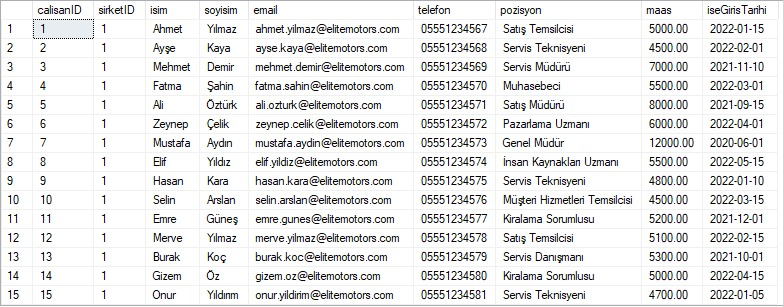 calisanID sirketID isim soyisim email telefon pozisyon maas iseGirisTarihi
1 1 1 Ahmet Yılmaz ahmet.yilmaz@elitemotors.com 05551234567 Satış Temsilcisi 5000.00 2022-01-15
2 2 1 Ayşe Kaya ayse.kaya@elitemotors.com 05551234568 Servis Teknisyeni 4500.00 2022-02-01
3 3 1 Mehmet Demir mehmet.demir@elitemotors.com 05551234569 Servis Müdürü 7000.00 2021-11-10
4 4 1 Fatma Şahin fatma.sahin@elitemotors.com 05551234570 Muhasebeci 5500.00 2022-03-01
5 5 1 Ali Öztürk ali.ozturk@elitemotors.com 05551234571 Satış Müdürü 8000.00 2021-09-15
6 6 1 Zeynep Çelik zeynep.celik@elitemotors.com 05551234572 Pazarlama Uzmanı 6000.00 2022-04-01
7 7 1 Mustafa Aydın mustafa.aydin@elitemotors.com 05551234573 Genel Müdür 12000.00 2020-06-01
8 8 1 Elif Yıldız elif.yildiz@elitemotors.com 05551234574 İnsan Kaynakları Uzmanı 5500.00 2022-05-15
9 9 1 Hasan Kara hasan.kara@elitemotors.com 05551234575 Servis Teknisyeni 4800.00 2022-01-10
10 10 1 Selin Arslan selin.arslan@elitemotors.com 05551234576 Müşteri Hizmetleri Temsilcisi 4500.00 2022-03-15
11 11 1 Emre Güneş emre.gunes@elitemotors.com 05551234577 Kiralama Sorumlusu 5200.00 2021-12-01
12 12 1 Merve Yılmaz merve.yilmaz@elitemotors.com 05551234578 Satış Temsilcisi 5100.00 2022-02-15
13 13 1 Burak Koç burak.koc@elitemotors.com 05551234579 Servis Danışmanı 5300.00 2021-10-01
14 14 1 Gizem Öz gizem.oz@elitemotors.com 05551234580 Kiralama Sorumlusu 5000.00 2022-04-15
15 15 1 Onur Yıldırım onur.yildirim@elitemotors.com 05551234581 Servis Teknisyeni 4700.00 2022-01-05